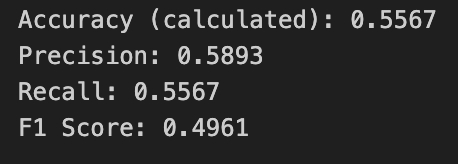 Accuracy (calculated): 0.5567
Precision: 0.5893
Recall: 0.5567
F1 Score: 0.4961